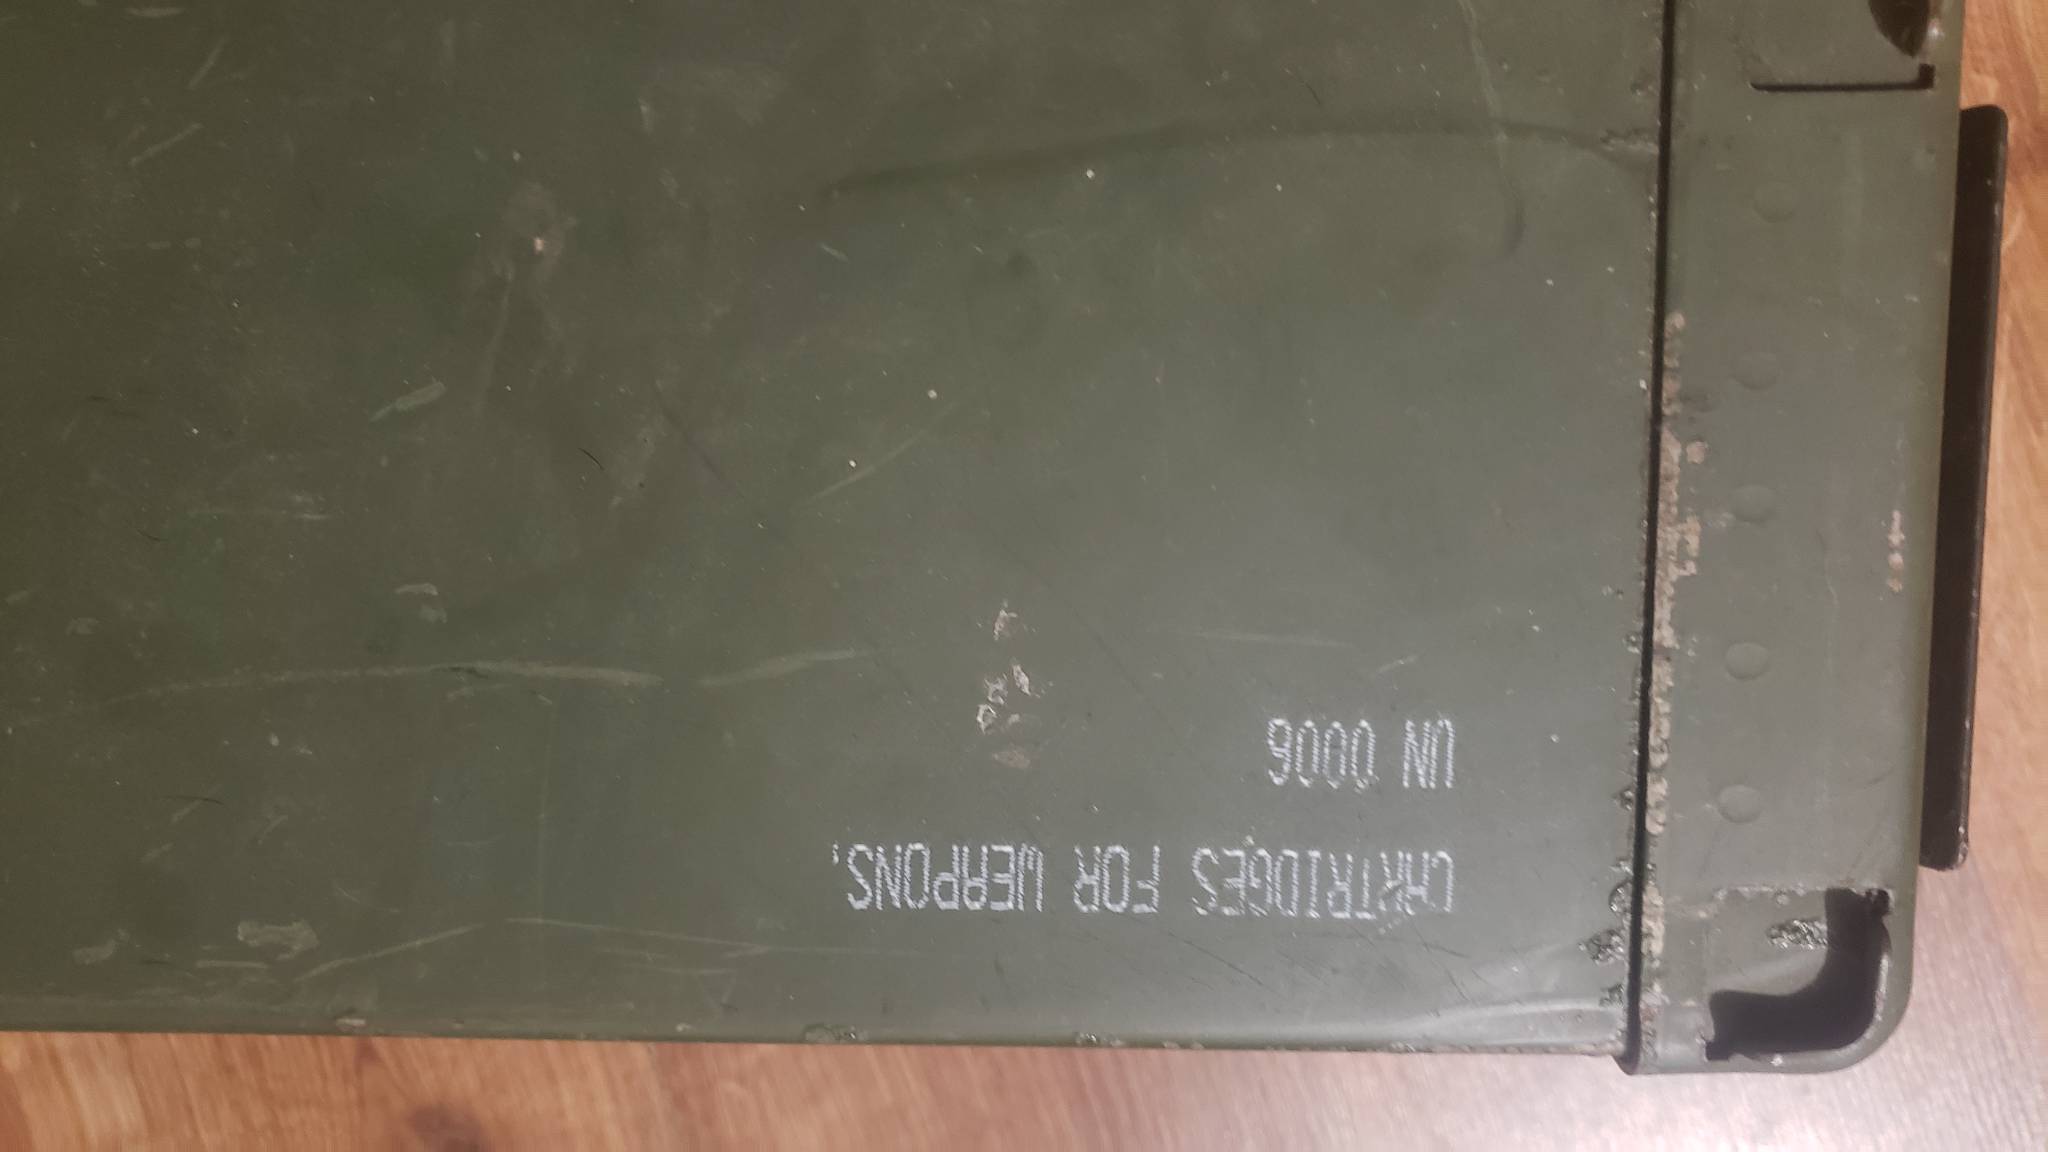 CARTRIDGES FOR WEAPONS,
UN 0006